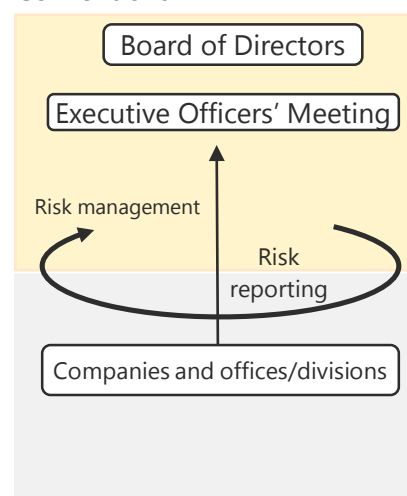 Board of Directors
Executive Officers’ Meeting
Risk management
Risk
reporting
Companies and offices/divisions